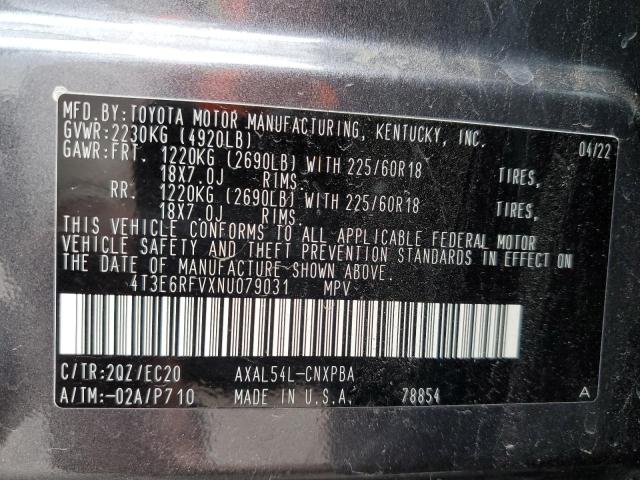 MFD.BY:TOYOTA MOTOR MANUFACTURING, KENTUCKY, INC. 04/22
GVWR:2230KG (4920LB)
GAWR:FRT. 1220KG (2690LB) WITH 225/60R18 TIRES,
18X7.0J RIMS.
RR. 1220KG (2690LB) WITH 225/60R18 TIRES,
18X7.0J RIMS.
THIS VEHICLE CONFORMS TO ALL APPLICABLE FEDERAL MOTOR
VEHICLE SAFETY AND THEFT PREVENTION STANDARDS IN EFFECT ON
THE DATE OF MANUFACTURE SHOWN ABOVE.
4T3E6RFVXNU079031 MPV
C/TR:2QZ/EC20 AXAL54L-CNXPBA
A/TM:-02A/P710 MADE IN U.S.A. 78854 A